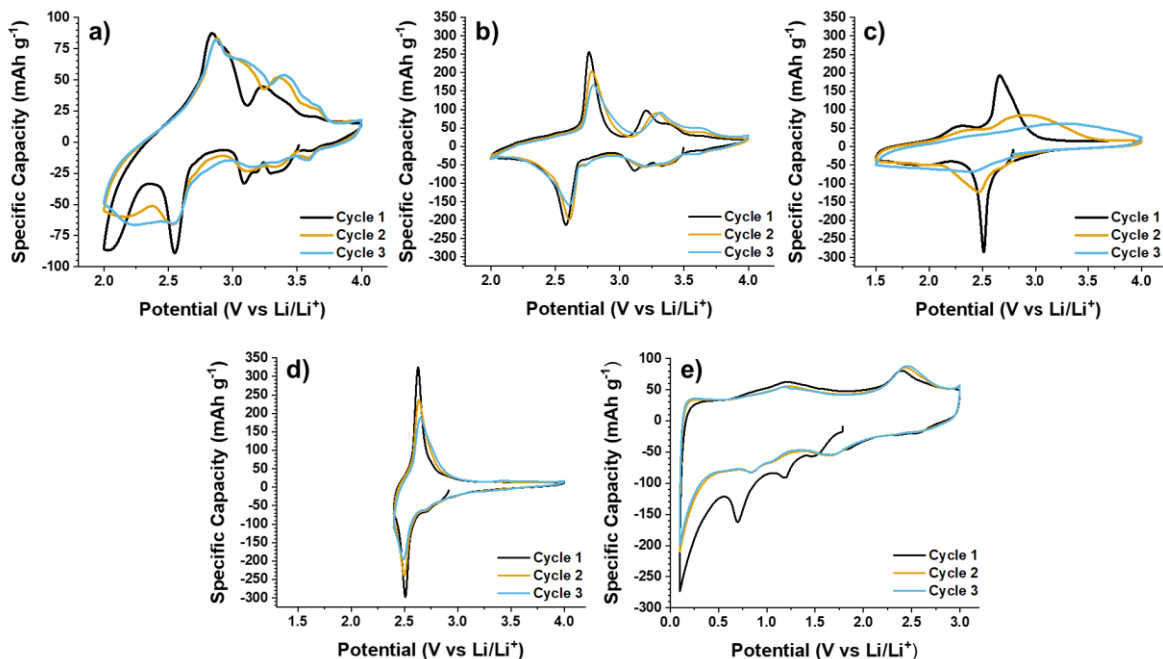 a)
Specific Capacity (mAh g⁻¹)
100
75
50
25
0
-25
-50
-75
-100
2.0 2.5 3.0 3.5 4.0
Potential (V vs Li/Li⁺)
Cycle 1
Cycle 2
Cycle 3
b)
Specific Capacity (mAh g⁻¹)
350
300
250
200
150
100
50
0
-50
-100
-150
-200
-250
-300
2.0 2.5 3.0 3.5 4.0
Potential (V vs Li/Li⁺)
Cycle 1
Cycle 2
Cycle 3
c)
Specific Capacity (mAh g⁻¹)
350
300
250
200
150
100
50
0
-50
-100
-150
-200
-250
-300
1.5 2.0 2.5 3.0 3.5 4.0
Potential (V vs Li/Li⁺)
Cycle 1
Cycle 2
Cycle 3
d)
Specific Capacity (mAh g⁻¹)
350
300
250
200
150
100
50
0
-50
-100
-150
-200
-250
-300
1.5 2.0 2.5 3.0 3.5 4.0
Potential (V vs Li/Li⁺)
Cycle 1
Cycle 2
Cycle 3
e)
Specific Capacity (mAh g⁻¹)
100
50
0
-50
-100
-150
-200
-250
-300
0.0 0.5 1.0 1.5 2.0 2.5 3.0
Potential (V vs Li/Li⁺)
Cycle 1
Cycle 2
Cycle 3